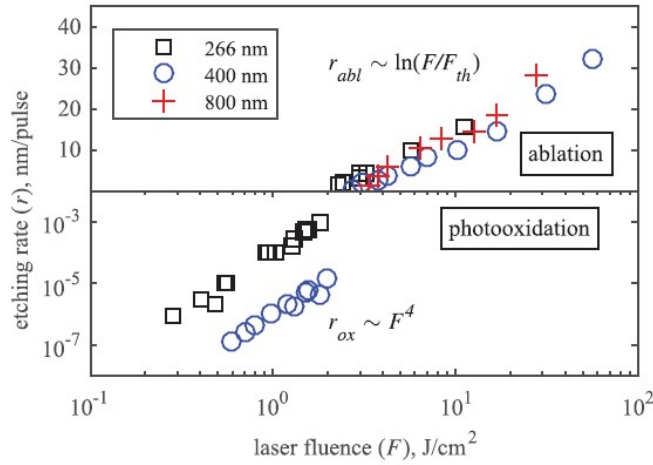 266 nm
400 nm
800 nm
r_abl ~ ln(F/F_th)
ablation
40
30
20
10
etching rate (r), nm/pulse
photooxidation
r_ox ~ F^4
10^-3
10^-5
10^-7
10^-1
10^0
10^1
10^2
laser fluence (F), J/cm^2